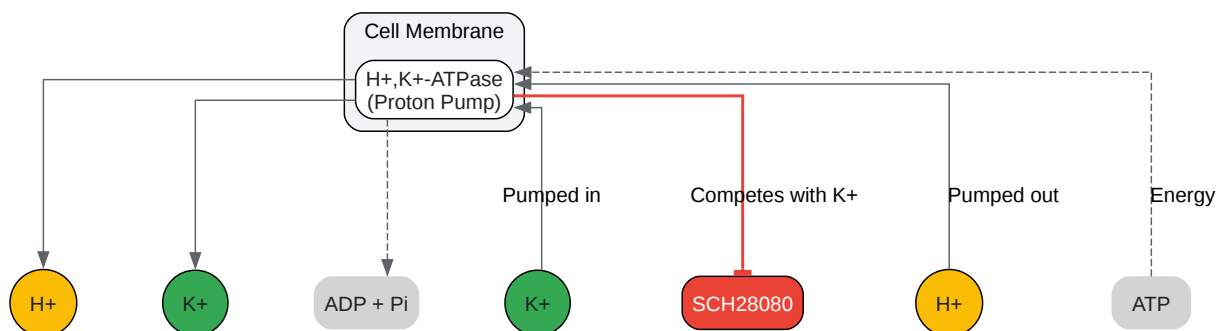 Cell Membrane
H+,K+-ATPase
(Proton Pump)
Pumped in
Competes with K+
Pumped out
Energy
H+
K+
ADP + Pi
K+
SCH28080
H+
ATP